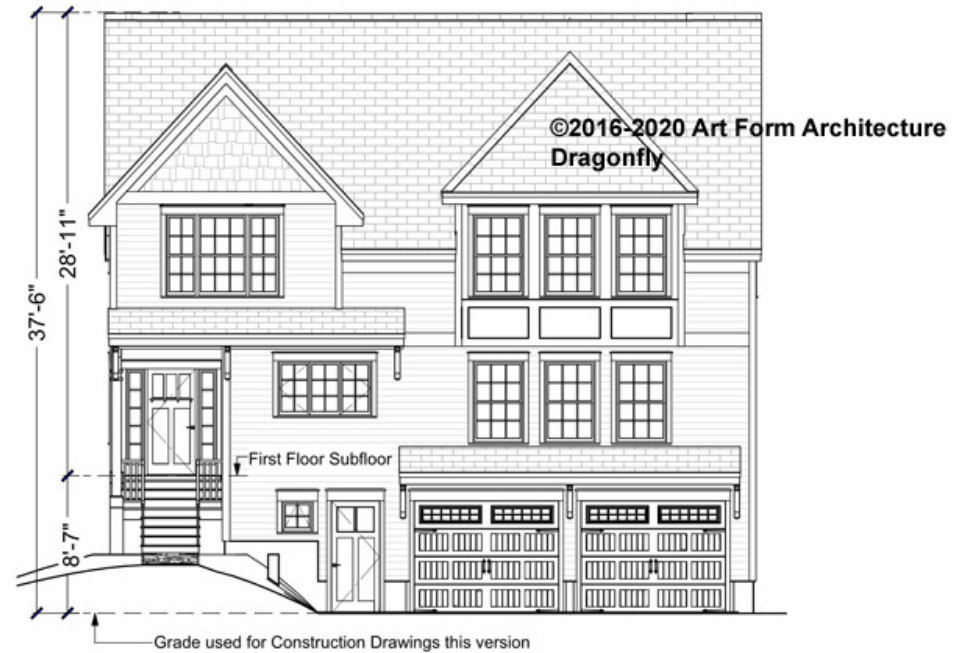 ©2016-2020 Art Form Architecture
Dragonfly
28'-11"
37'-6"
First Floor Subfloor
8'-7"
Grade used for Construction Drawings this version